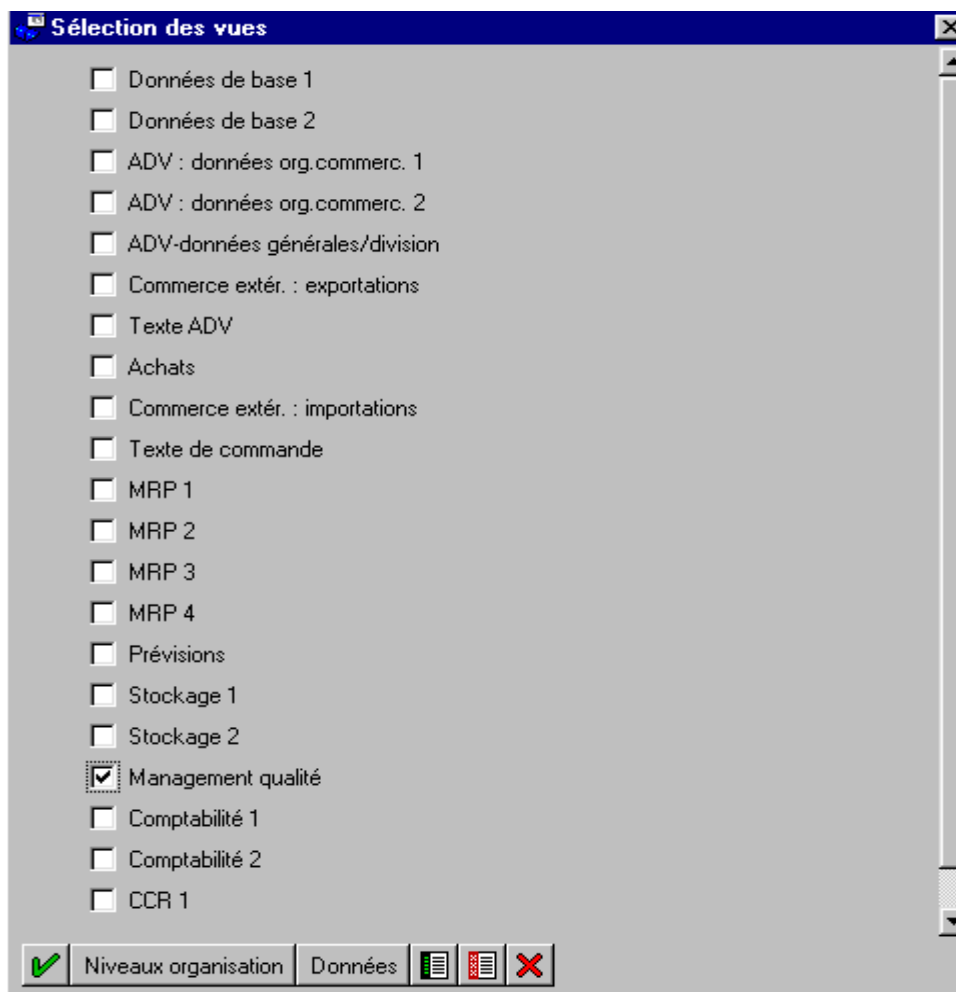 Sélection des vues
Données de base 1
Données de base 2
ADV : données org.commerc. 1
ADV : données org.commerc. 2
ADV-données générales/division
Commerce extér. : exportations
Texte ADV
Achats
Commerce extér. : importations
Texte de commande
MRP 1
MRP 2
MRP 3
MRP 4
Prévisions
Stockage 1
Stockage 2
Management qualité
Comptabilité 1
Comptabilité 2
CCR 1
Niveaux organisation Données